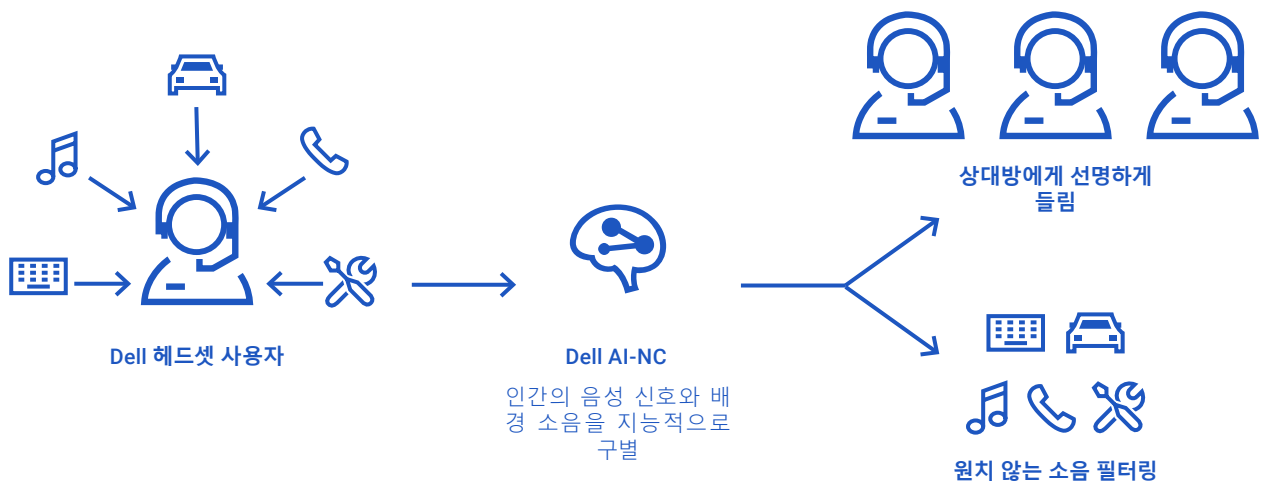 Dell 헤드셋 사용자
Dell AI-NC
인간의 음성 신호와 배
경 소음을 지능적으로
구별
상대방에게 선명하게
들림
원치 않는 소음 필터링